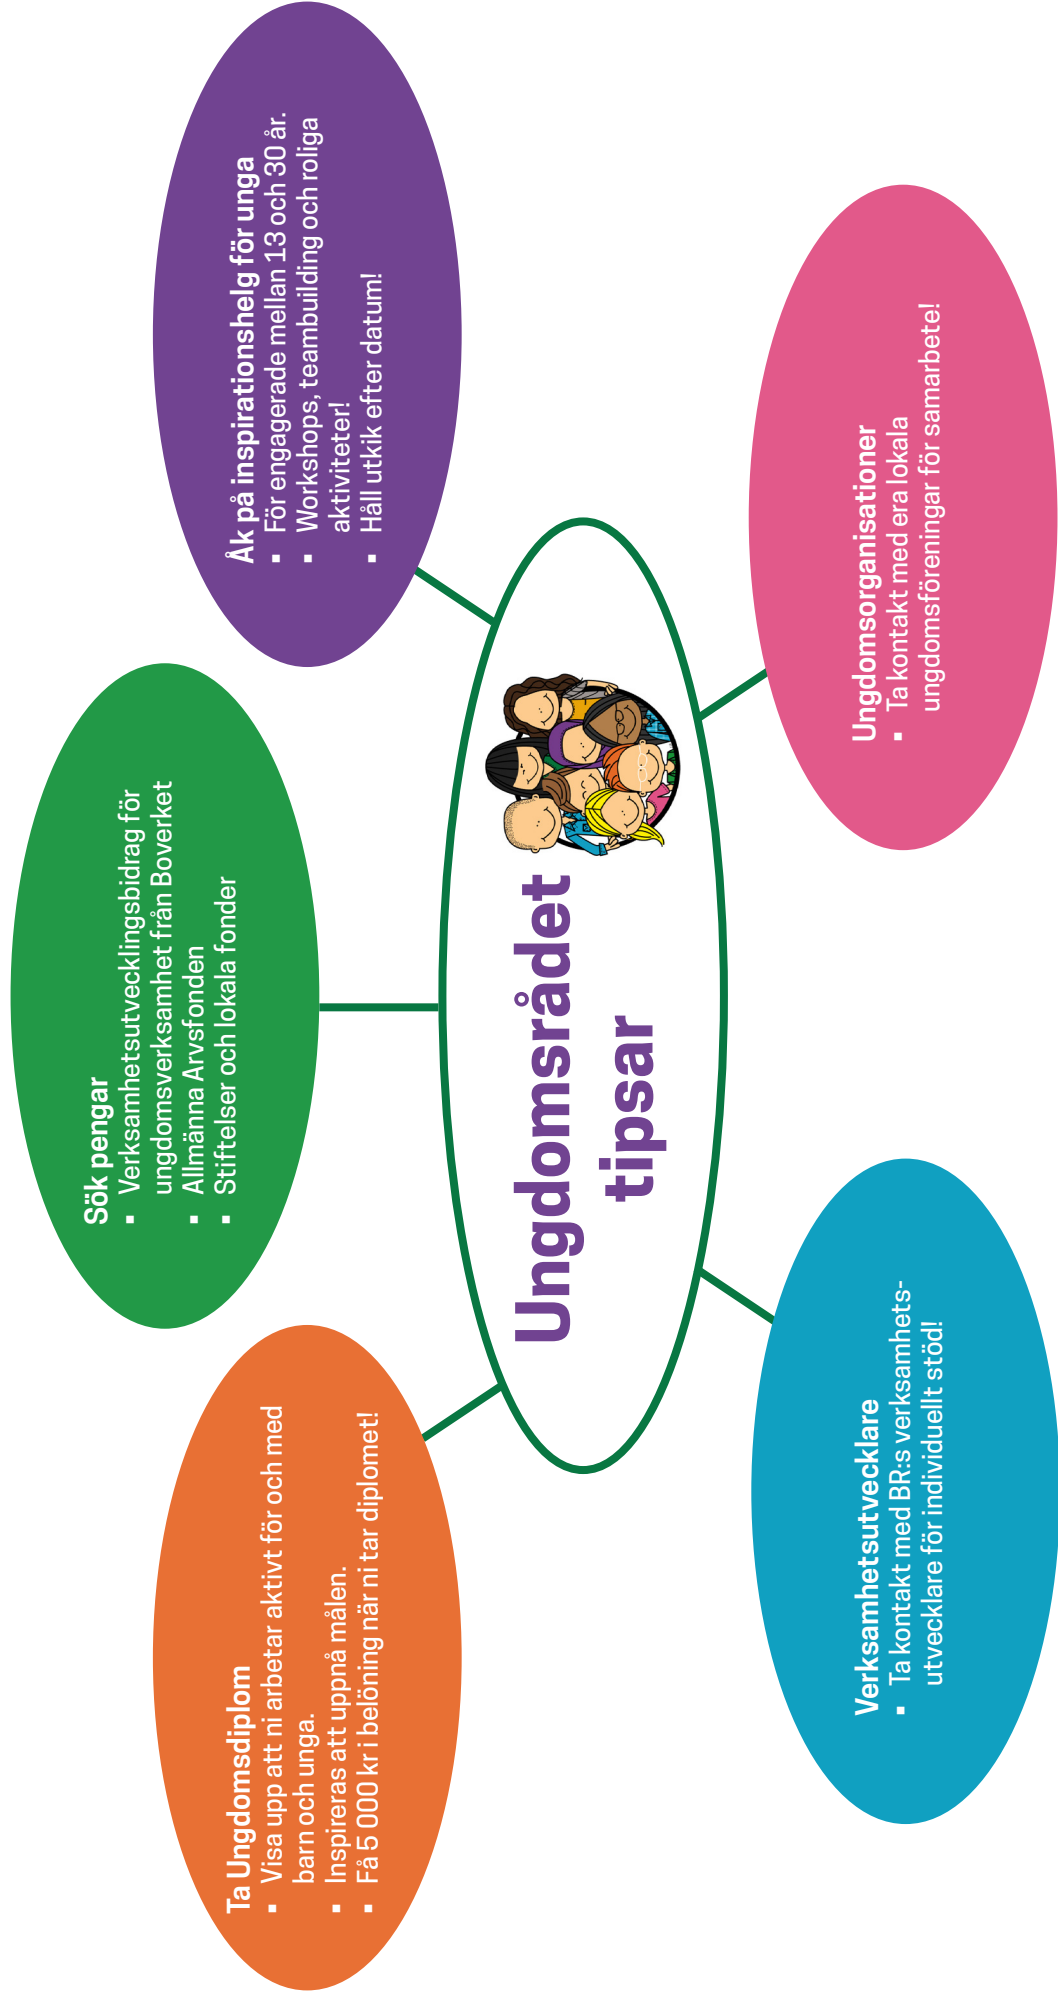 Ungdomsrådet
tipsar
Ta Ungdomsdiplom
▪ Visa upp att ni arbetar aktivt för och med
barn och unga.
▪ Inspireras att uppnå målen.
▪ Få 5 000 kr i belöning när ni tar diplomet!
Sök pengar
▪ Verksamhetsutvecklingsbidrag för
ungdomsverksamhet från Boverket
▪ Allmänna Arvsfonden
▪ Stiftelser och lokala fonder
Åk på inspirationshelg för unga
▪ För engagerade mellan 13 och 30 år.
▪ Workshops, teambuilding och roliga
aktiviteter!
▪ Håll utkik efter datum!
Verksamhetsutvecklare
▪ Ta kontakt med BR:s verksamhets-
utvecklare för individuellt stöd!
Ungdomsorganisationer
▪ Ta kontakt med era lokala
ungdomsföreningar för samarbete!